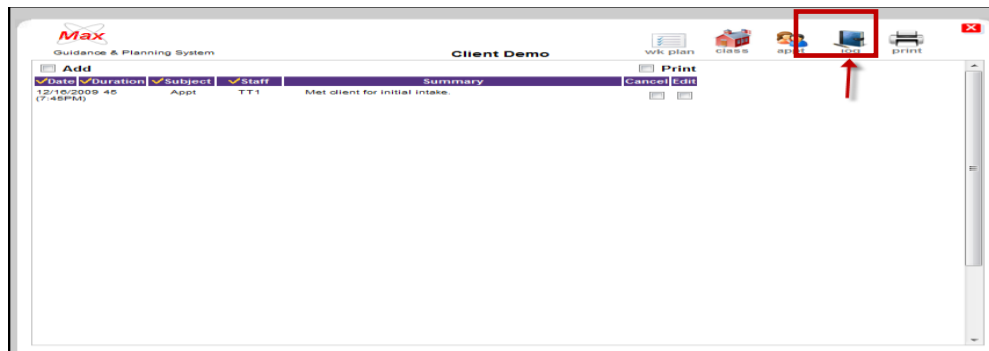 Max
Guidance & Planning System
Client Demo
wk plan class appt log print
Add
Print
Date Duration Subject Staff Summary Cancel Edit
12/16/2009 45 Appt TT1 Met client for initial intake.
(7:45PM)